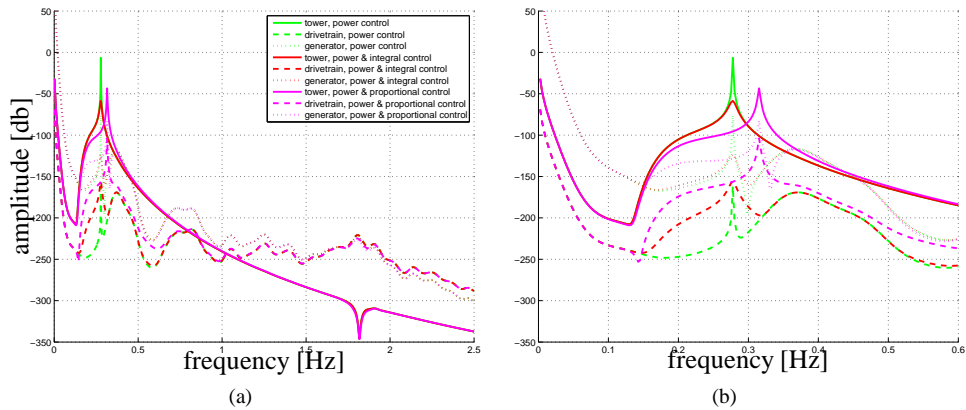 50
0
−50
−100
−150
−200
−250
−300
−350
amplitude [db]
0
0.5
1
1.5
2
2.5
frequency [Hz]
tower, power control
drivetrain, power control
generator, power control
tower, power & integral control
drivetrain, power & integral control
generator, power & integral control
tower, power & proportional control
drivetrain, power & proportional control
generator, power & proportional control
(a)
50
0
−50
−100
−150
−200
−250
−300
−350
0
0.1
0.2
0.3
0.4
0.5
0.6
frequency [Hz]
(b)